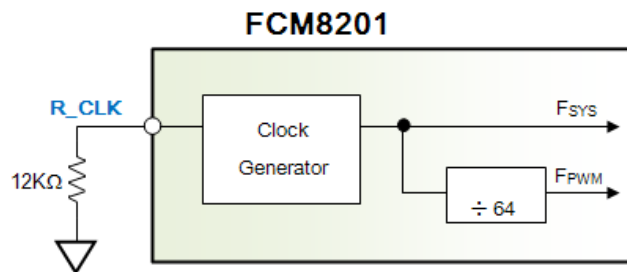 FCM8201
R_CLK
12KΩ
Clock
Generator
FSYS
FPWM
÷ 64